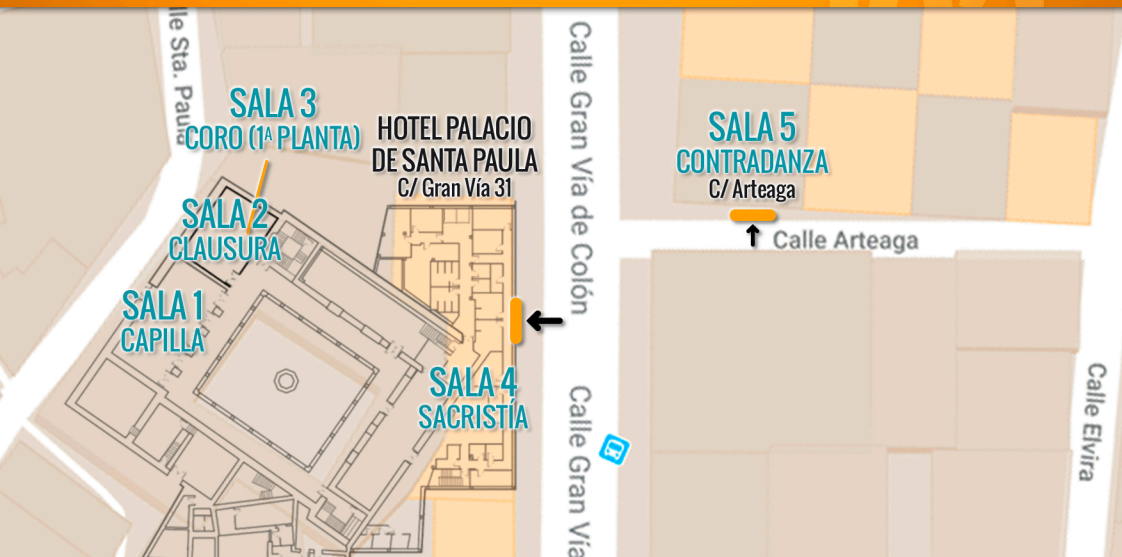 lle Sta. Paula
SALA 3
CORO (1ª PLANTA)
HOTEL PALACIO
DE SANTA PAULA
C/ Gran Vía 31
SALA 2
CLAUSURA
SALA 1
CAPILLA
SALA 4
SACRISTÍA
Calle Gran Vía de Colón
Calle Gran Vía
SALA 5
CONTRADANZA
C/ Arteaga
Calle Arteaga
Calle Elvira